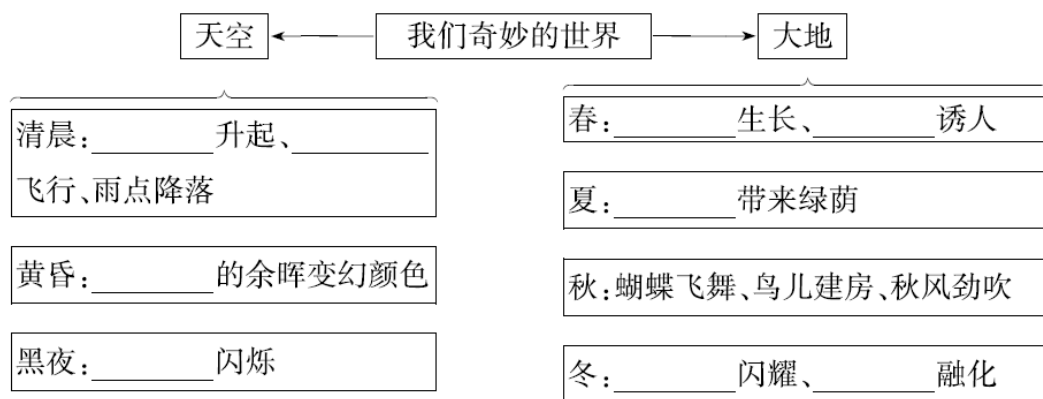 天空 我们奇妙的世界 大地
清晨：________升起、________
飞行、雨点降落
黄昏：________的余晖变幻颜色
黑夜：________闪烁
春：________生长、________诱人
夏：________带来绿荫
秋：蝴蝶飞舞、鸟儿建房、秋风劲吹
冬：________闪耀、________融化